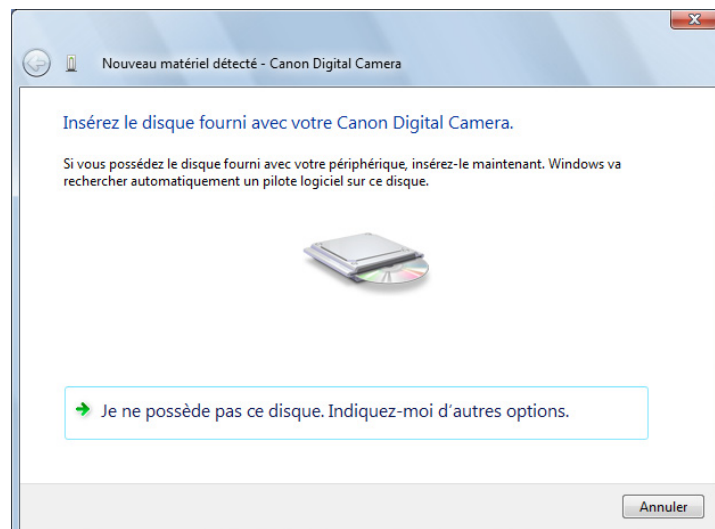 Nouveau matériel détecté - Canon Digital Camera
Insérez le disque fourni avec votre Canon Digital Camera.
Si vous possédez le disque fourni avec votre périphérique, insérez-le maintenant. Windows va
rechercher automatiquement un pilote logiciel sur ce disque.
Je ne possède pas ce disque. Indiquez-moi d'autres options.
Annuler